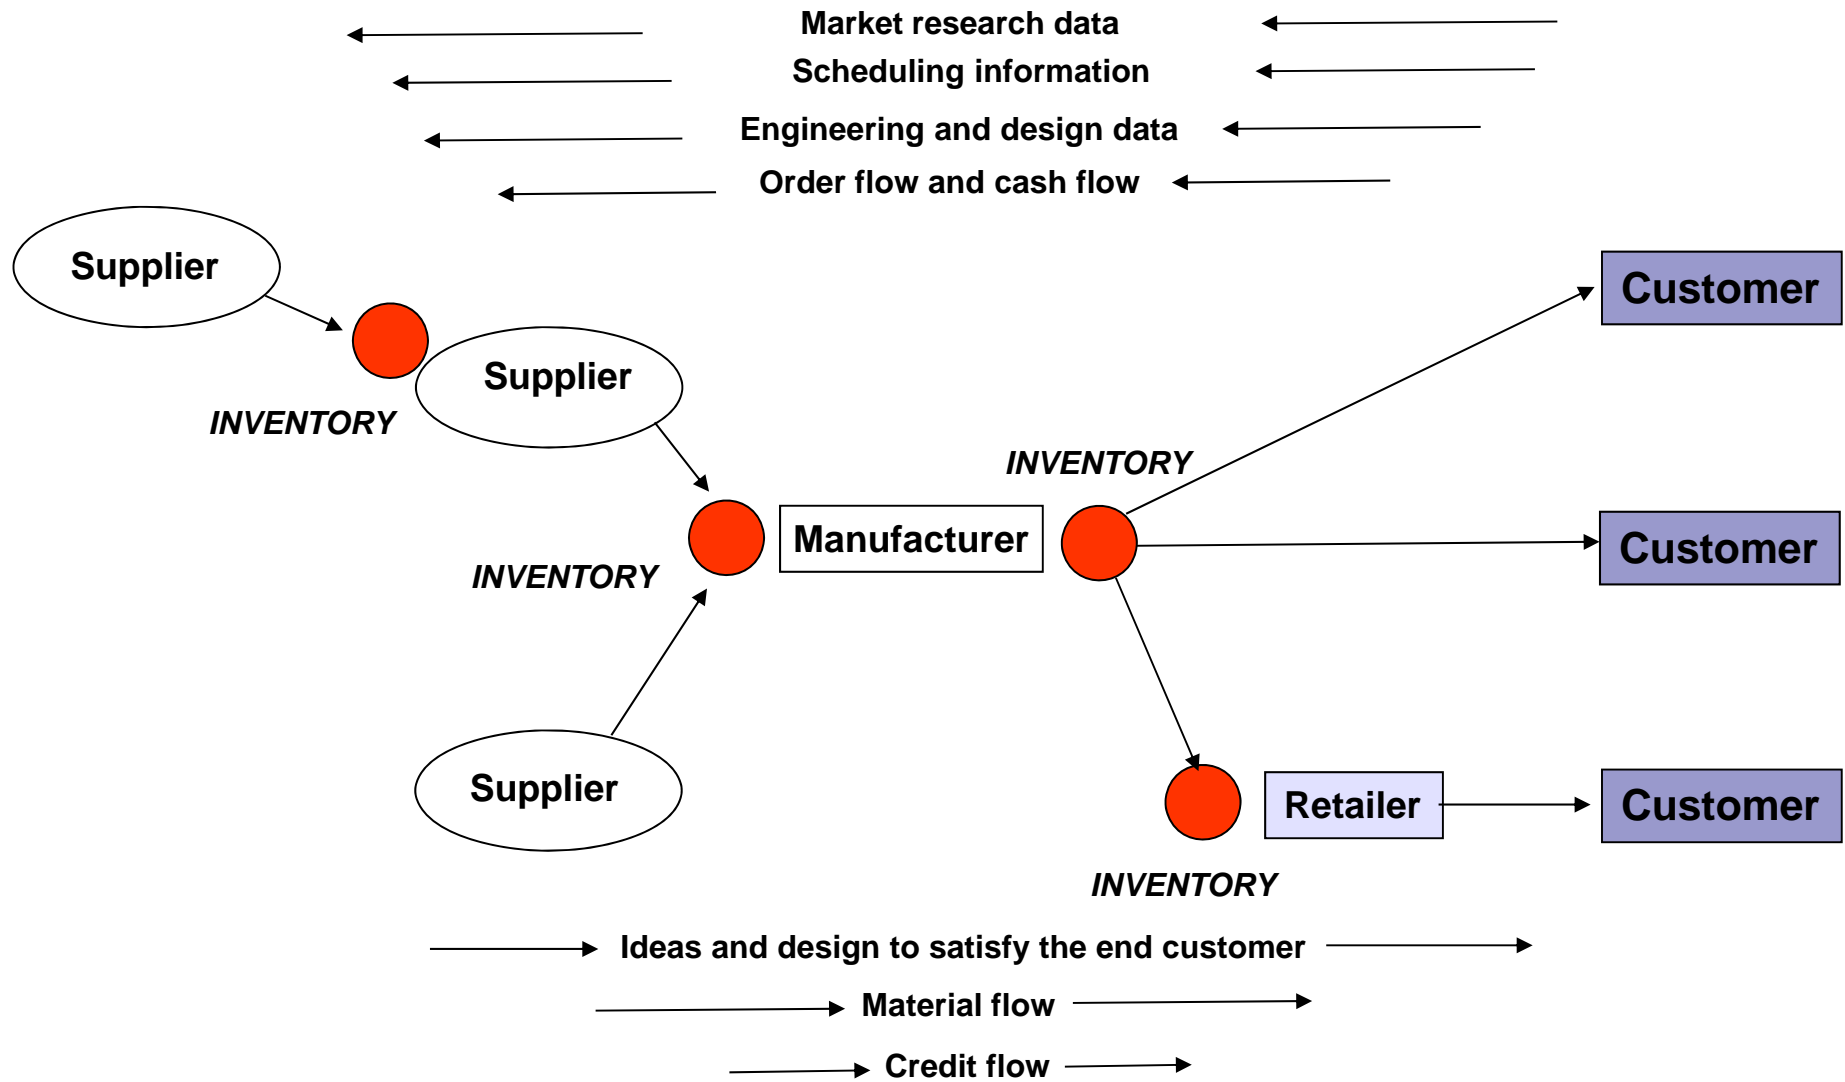 Market research data
Scheduling information
Engineering and design data
Order flow and cash flow
Supplier
Customer
Supplier
INVENTORY
INVENTORY
Manufacturer
Customer
INVENTORY
Supplier
Retailer
Customer
INVENTORY
Ideas and design to satisfy the end customer
Material flow
Credit flow